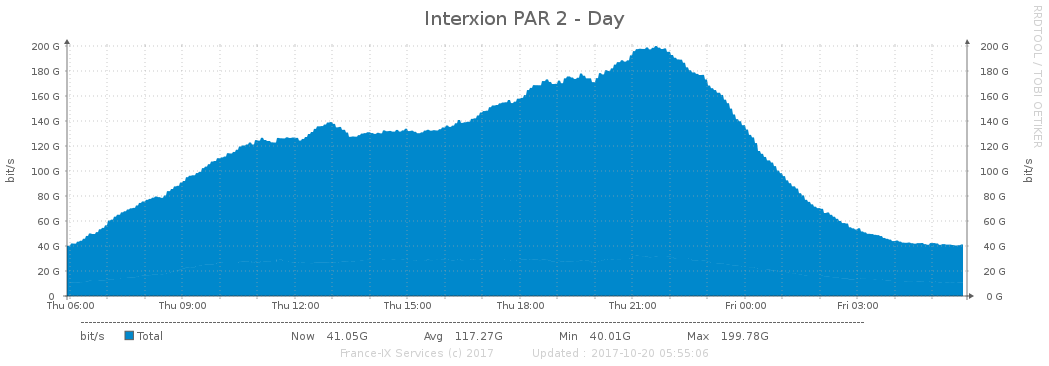 Interxion PAR 2 - Day
RRDTOOL / TOBI OETIKER
bit/s
bit/s
200 G 200 G
180 G 180 G
160 G 160 G
140 G 140 G
120 G 120 G
100 G 100 G
80 G 80 G
60 G 60 G
40 G 40 G
20 G 20 G
0 0 G
Thu 06:00 Thu 09:00 Thu 12:00 Thu 15:00 Thu 18:00 Thu 21:00 Fri 00:00 Fri 03:00
bit/s Total Now 41.05G Avg 117.27G Min 40.01G Max 199.78G
France-IX Services (c) 2017 Updated : 2017-10-20 05:55:06